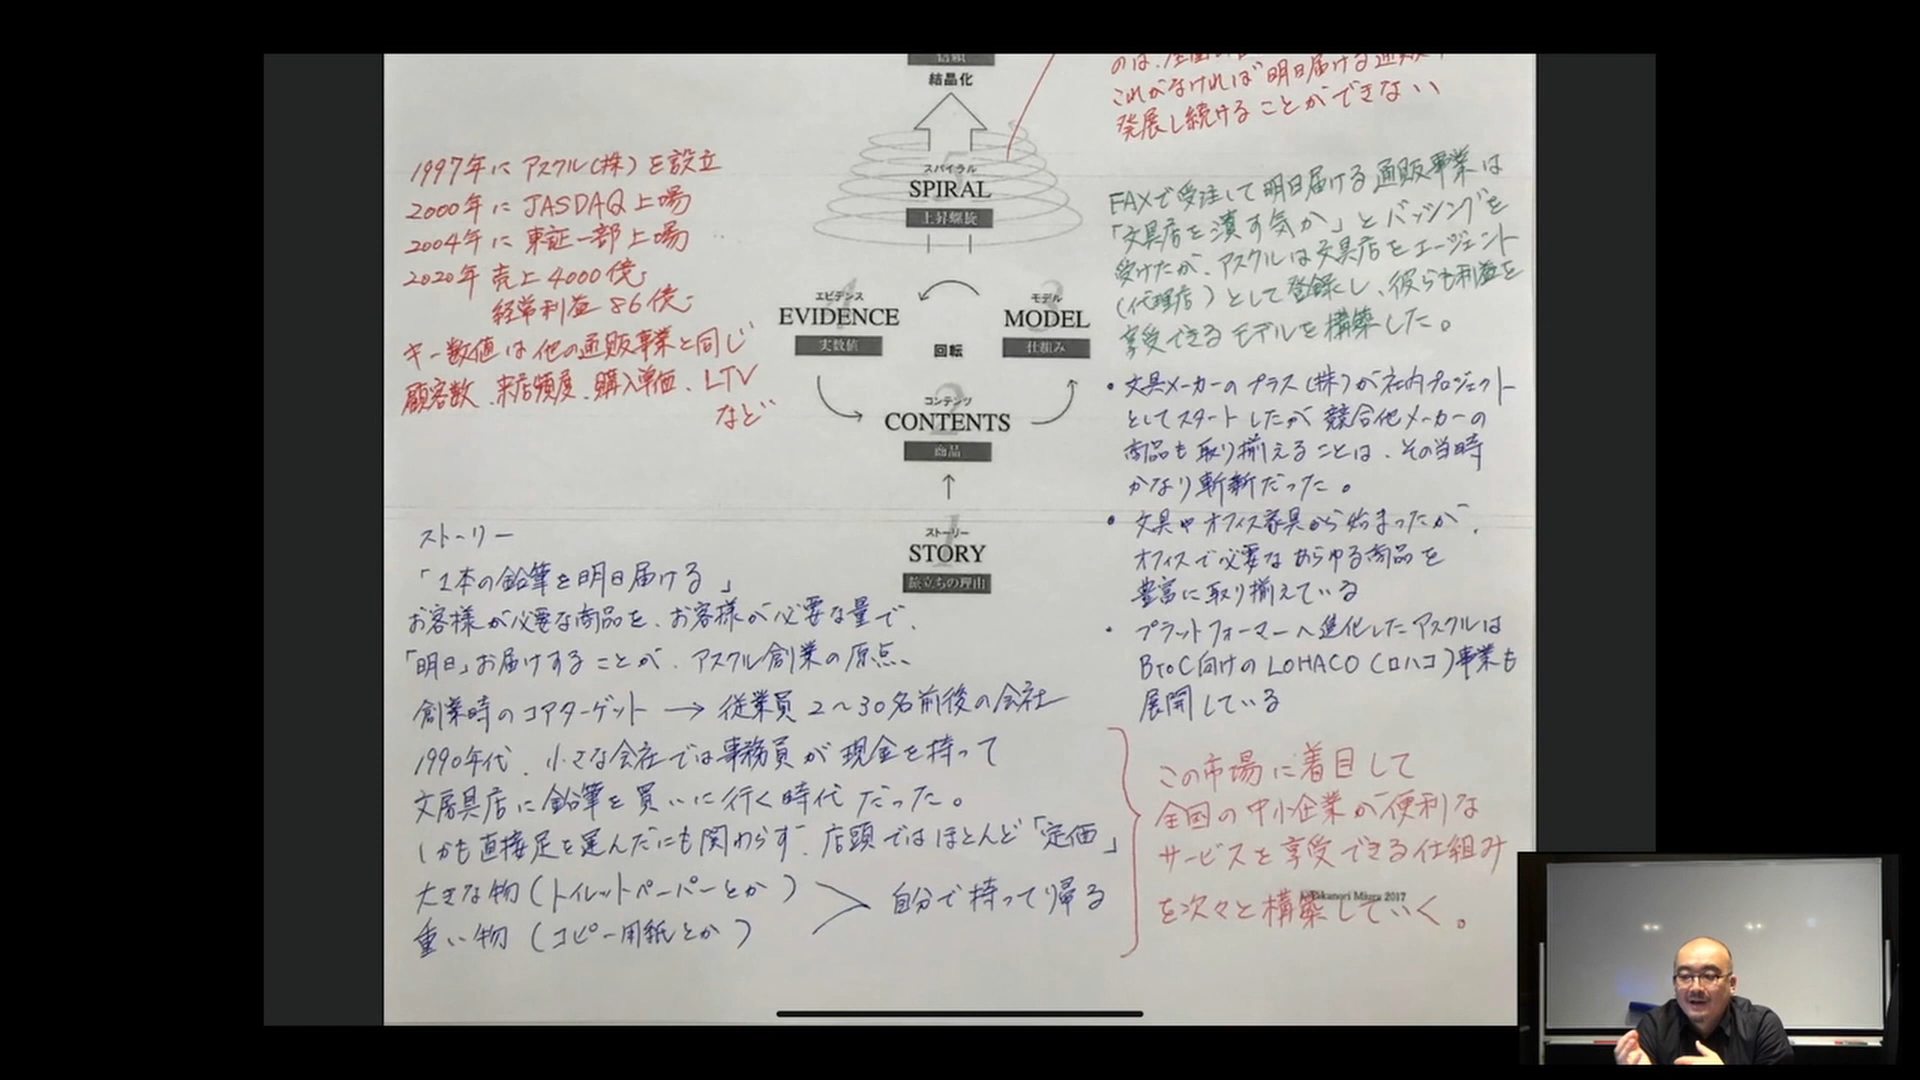 結晶化
これがなければ明日届ける通販
発展し続けることができない
スパイラル
SPIRAL
上昇螺旋
1997年に アスクル(株)を設立
2000年に JASDAQ上場
2004年に 東証一部上場
2020年 売上4000億
経常利益 86億
キー数値は他の通販事業と同じ
顧客数、来店頻度、購入単価、LTV
など
4
エビデンス
EVIDENCE
実数値
回転
3
モデル
MODEL
仕組み
2
コンテンツ
CONTENTS
商品
1
ストーリー
STORY
旅立ちの理由
FAXで受注して明日届ける通販事業は
「文具店を潰す気か」とバッシングを
受けたが、アスクルは文具店をエージェント
(代理店)として登録し、彼らも利益を
享受できるモデルを構築した。
・文具メーカーのプラス(株)が社内プロジェクト
としてスタートしたが 競合他メーカーの
商品も取り揃えることは、その当時
かなり斬新だった。
・文具やオフィス家具から始まったが、
オフィスで必要なあらゆる商品を
豊富に取り揃えている
・プラットフォーマーへ進化したアスクルは
BtoC向けのLOHACO(ロハコ)事業も
展開している
ストーリー
「1本の鉛筆を明日届ける」
お客様が必要な商品を、お客様が必要な量で、
「明日」お届けすることが、アスクル創業の原点、
創業時のコアターゲット → 従業員2〜30名前後の会社
1990年代、小さな会社では事務員が現金を持って
文房具店に鉛筆を買いに行く時代だった。
しかも直接足を運んだにも関わらず、店頭ではほとんど「定価」
大きな物(トイレットペーパーとか)
重い物(コピー用紙とか)
自分で持って帰る
この市場に着目して
全国の中小企業が便利な
サービスを享受できる仕組み
を次々と構築していく。
Takanori Miura 2017